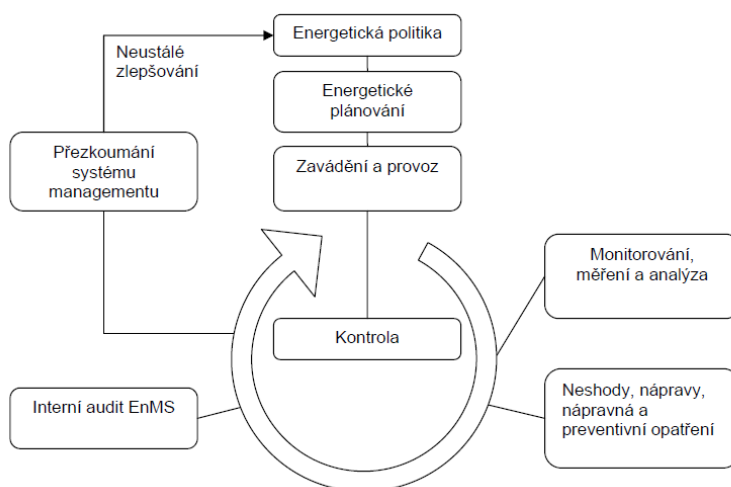 Energetická politika
Neustálé
zlepšování
Energetické
plánování
Přezkoumání
systému
managementu
Zavádění a provoz
Monitorování,
měření a analýza
Kontrola
Interní audit EnMS
Neshody, nápravy,
nápravná a
preventivní opatření